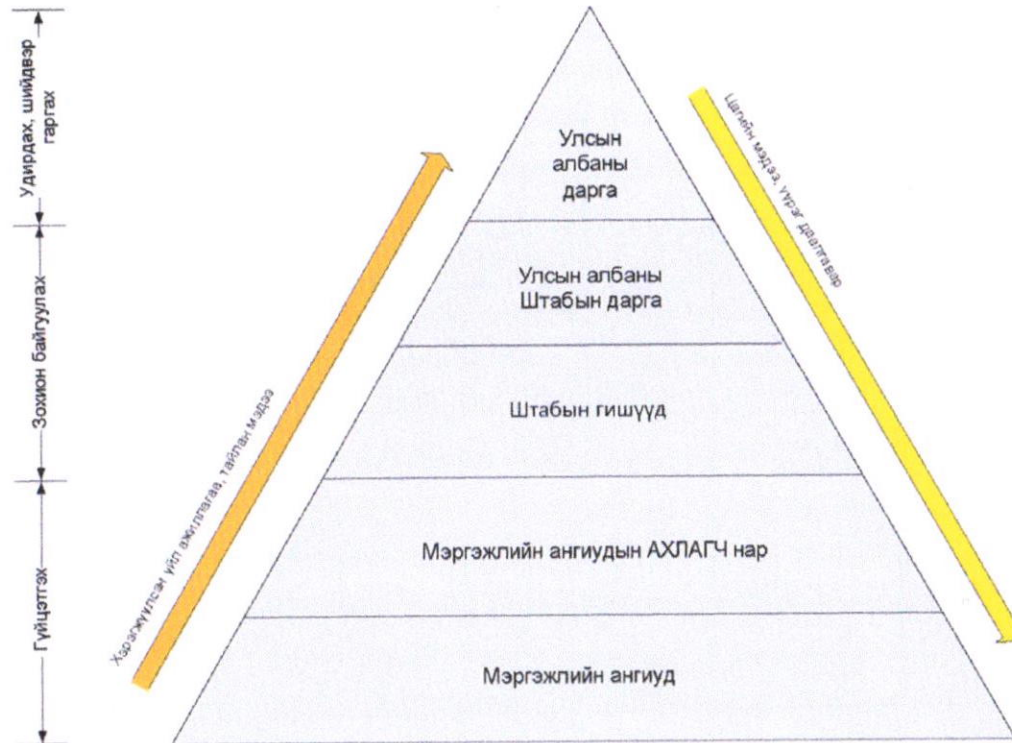 Удирдах, шийдвэр
гаргах
Зохион байгуулах
Гүйцэтгэх
Хэрэгжүүлсэн үйл ажиллагаа, тайлан мэдээ
Улсын
албаны
дарга
Улсын албаны
Штабын дарга
Штабын гишүүд
Мэргэжлийн ангиудын АХЛАГЧ нар
Мэргэжлийн ангиуд
Цагийн мэдээ, үүрэг даалгавар